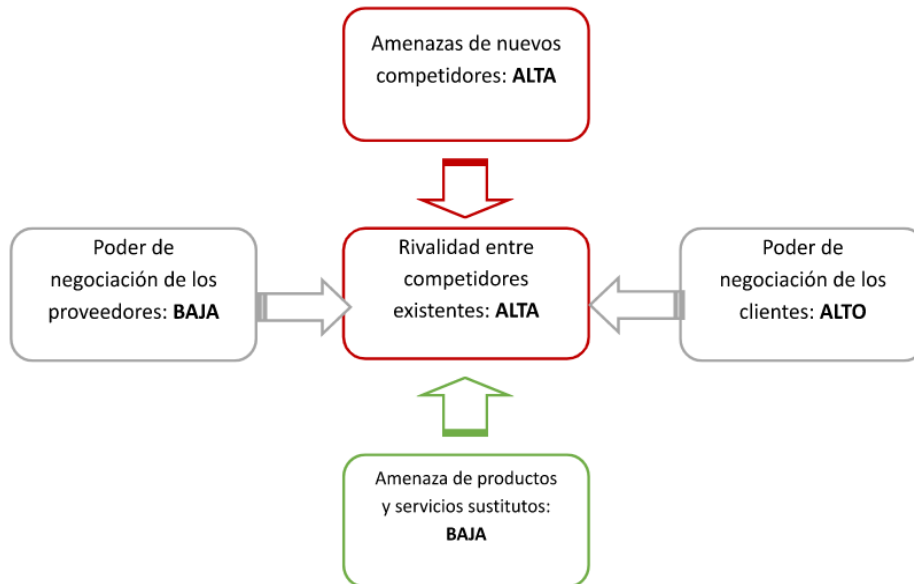 Amenazas de nuevos
competidores: ALTA
Poder de
negociación de los
proveedores: BAJA
Rivalidad entre
competidores
existentes: ALTA
Poder de
negociación de los
clientes: ALTO
Amenaza de productos
y servicios sustitutos:
BAJA